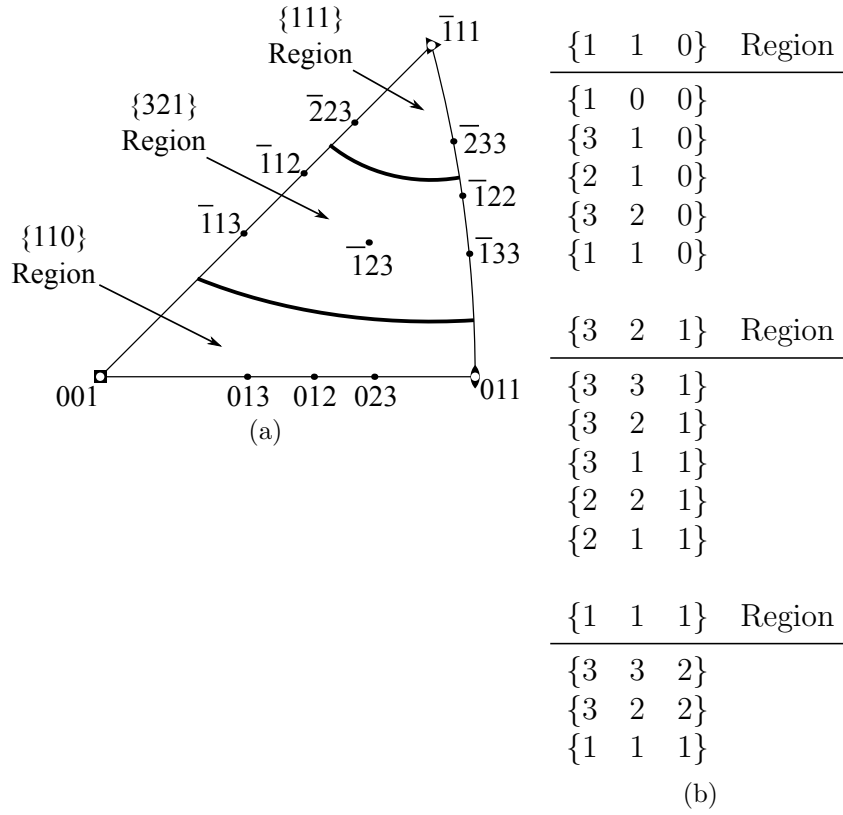 {111}
Region
1̅11
{321}
Region
2̅23
2̅33
1̅12
1̅22
{110}
Region
1̅13
1̅23
1̅33
001
013
012
023
011
(a)
{1 1 0} Region
{1 0 0}
{3 1 0}
{2 1 0}
{3 2 0}
{1 1 0}
{3 2 1} Region
{3 3 1}
{3 2 1}
{3 1 1}
{2 2 1}
{2 1 1}
{1 1 1} Region
{3 3 2}
{3 2 2}
{1 1 1}
(b)